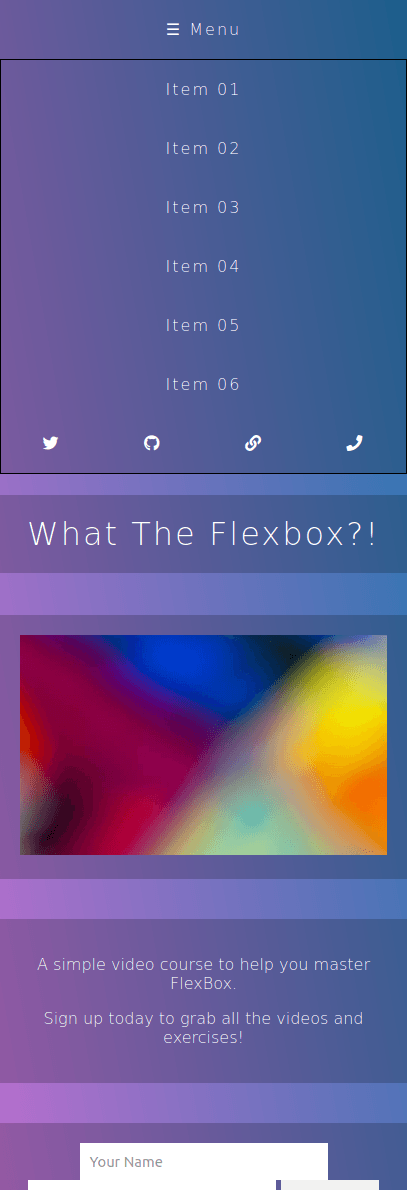 ☰ Menu
Item 01
Item 02
Item 03
Item 04
Item 05
Item 06
What The Flexbox?!
A simple video course to help you master
FlexBox.
Sign up today to grab all the videos and
exercises!
Your Name